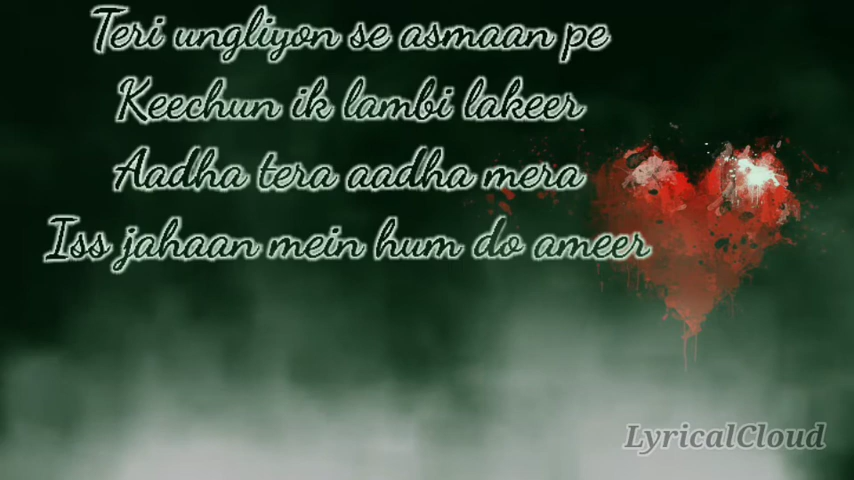 Teri ungliyon se asmaan pe
Keechun ik lambi lakeer
Aadha tera aadha mera
Iss jahaan mein hum do ameer
LyricalCloud